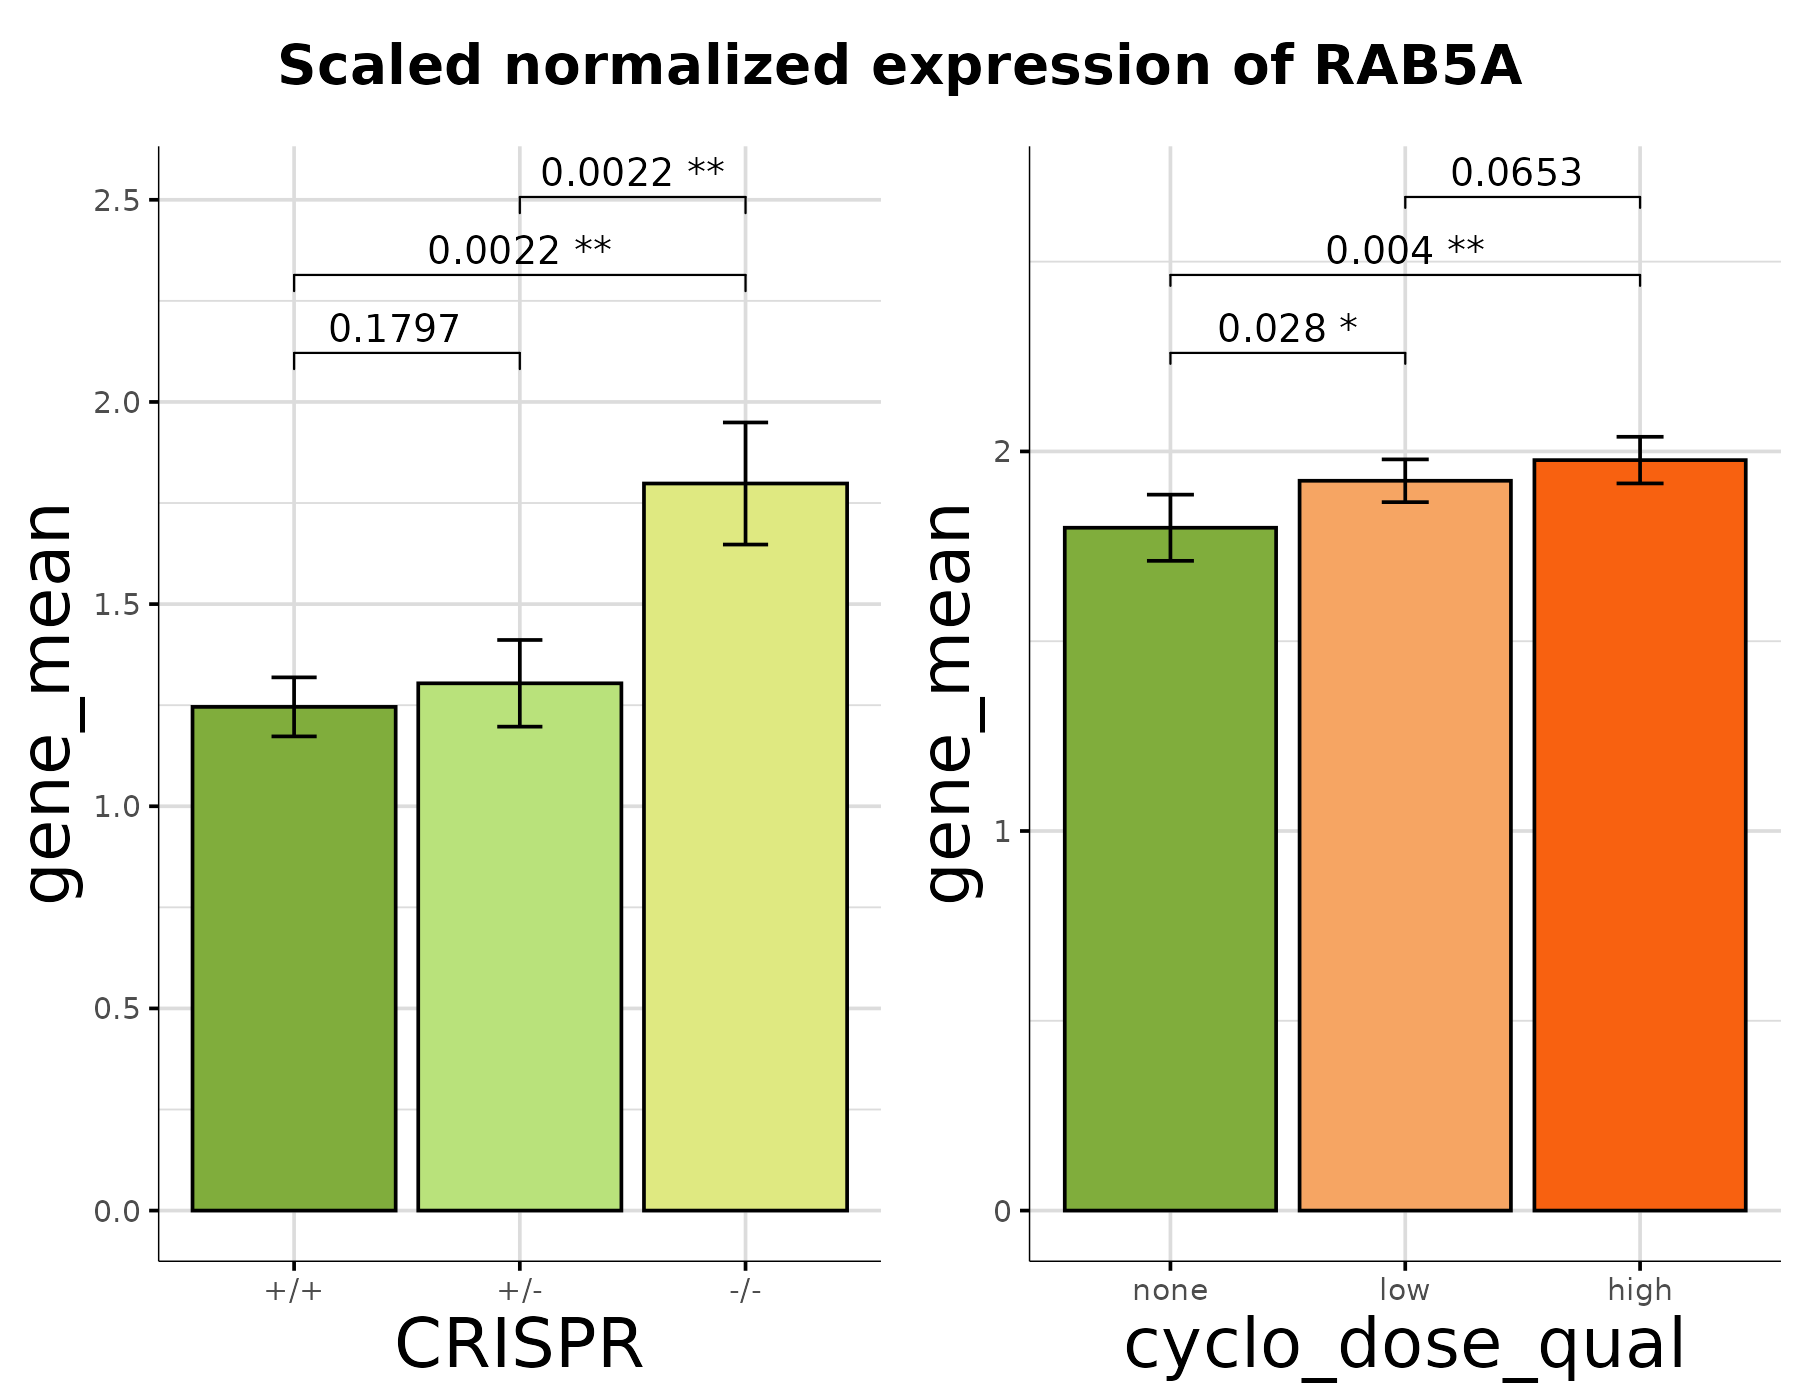 Scaled normalized expression of RAB5A
gene_mean
2.5
2.0
1.5
1.0
0.5
0.0
0.0022 **
0.0022 **
0.1797
+/+ +/- -/-
CRISPR
gene_mean
2
1
0
0.0653
0.004 **
0.028 *
none low high
cyclo_dose_qual